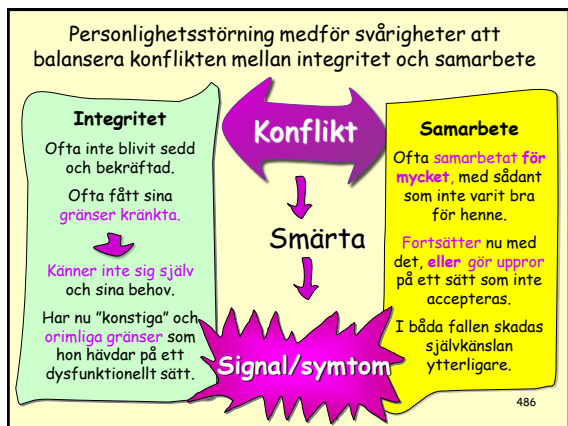 Personlighetsstörning medför svårigheter att
balansera konflikten mellan integritet och samarbete
Integritet
Ofta inte blivit sedd
och bekräftad.
Ofta fått sina
gränser kränkta.
Känner inte sig själv
och sina behov.
Har nu "konstiga" och
orimliga gränser som
hon hävdar på ett
dysfunktionellt sätt.
Konflikt
Smärta
Signal/symtom
Samarbete
Ofta samarbetat för
mycket, med sådant
som inte varit bra
för henne.
Fortsätter nu med
det, eller gör uppror
på ett sätt som inte
accepteras.
I båda fallen skadas
självkänslan
ytterligare.
486